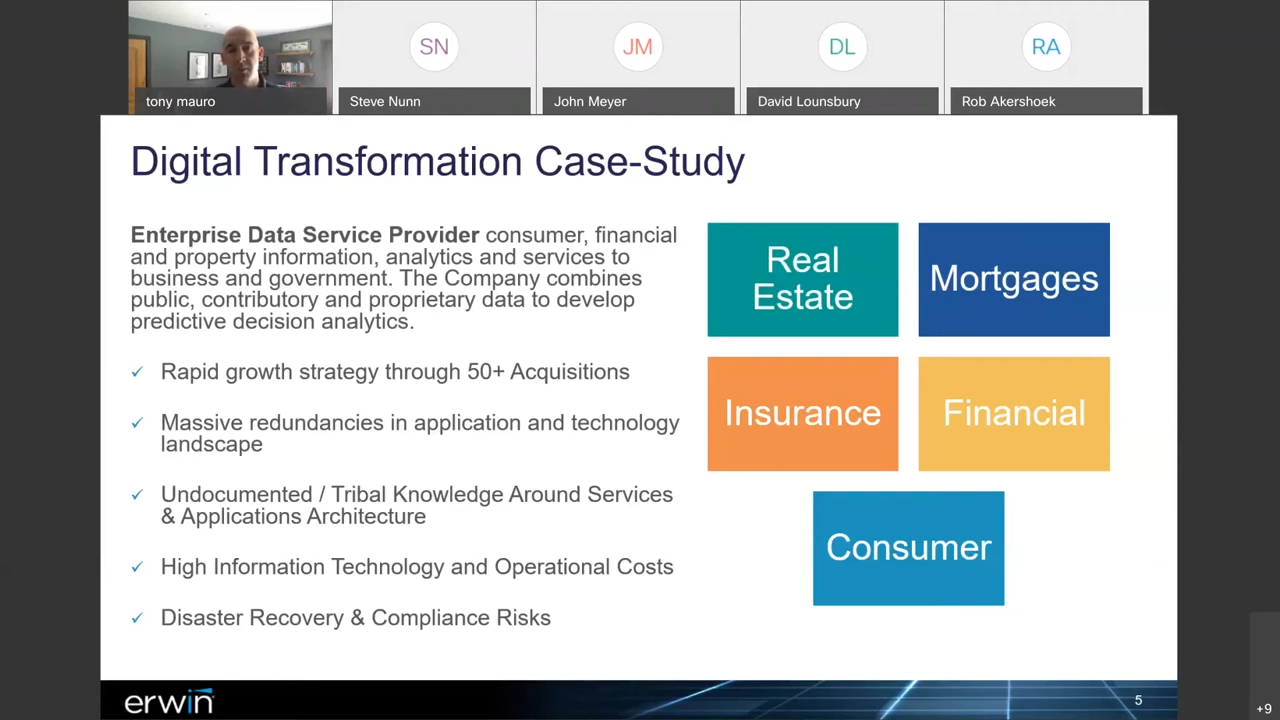 SN
JM
DL
RA
tony mauro
Steve Nunn
John Meyer
David Lounsbury
Rob Akershoek
Digital Transformation Case-Study
Enterprise Data Service Provider consumer, financial
and property information, analytics and services to
business and government. The Company combines
public, contributory and proprietary data to develop
predictive decision analytics.
Rapid growth strategy through 50+ Acquisitions
Massive redundancies in application and technology
landscape
Undocumented / Tribal Knowledge Around Services
& Applications Architecture
High Information Technology and Operational Costs
Disaster Recovery & Compliance Risks
Real
Estate
Mortgages
Insurance
Financial
Consumer
erwin
5
+9